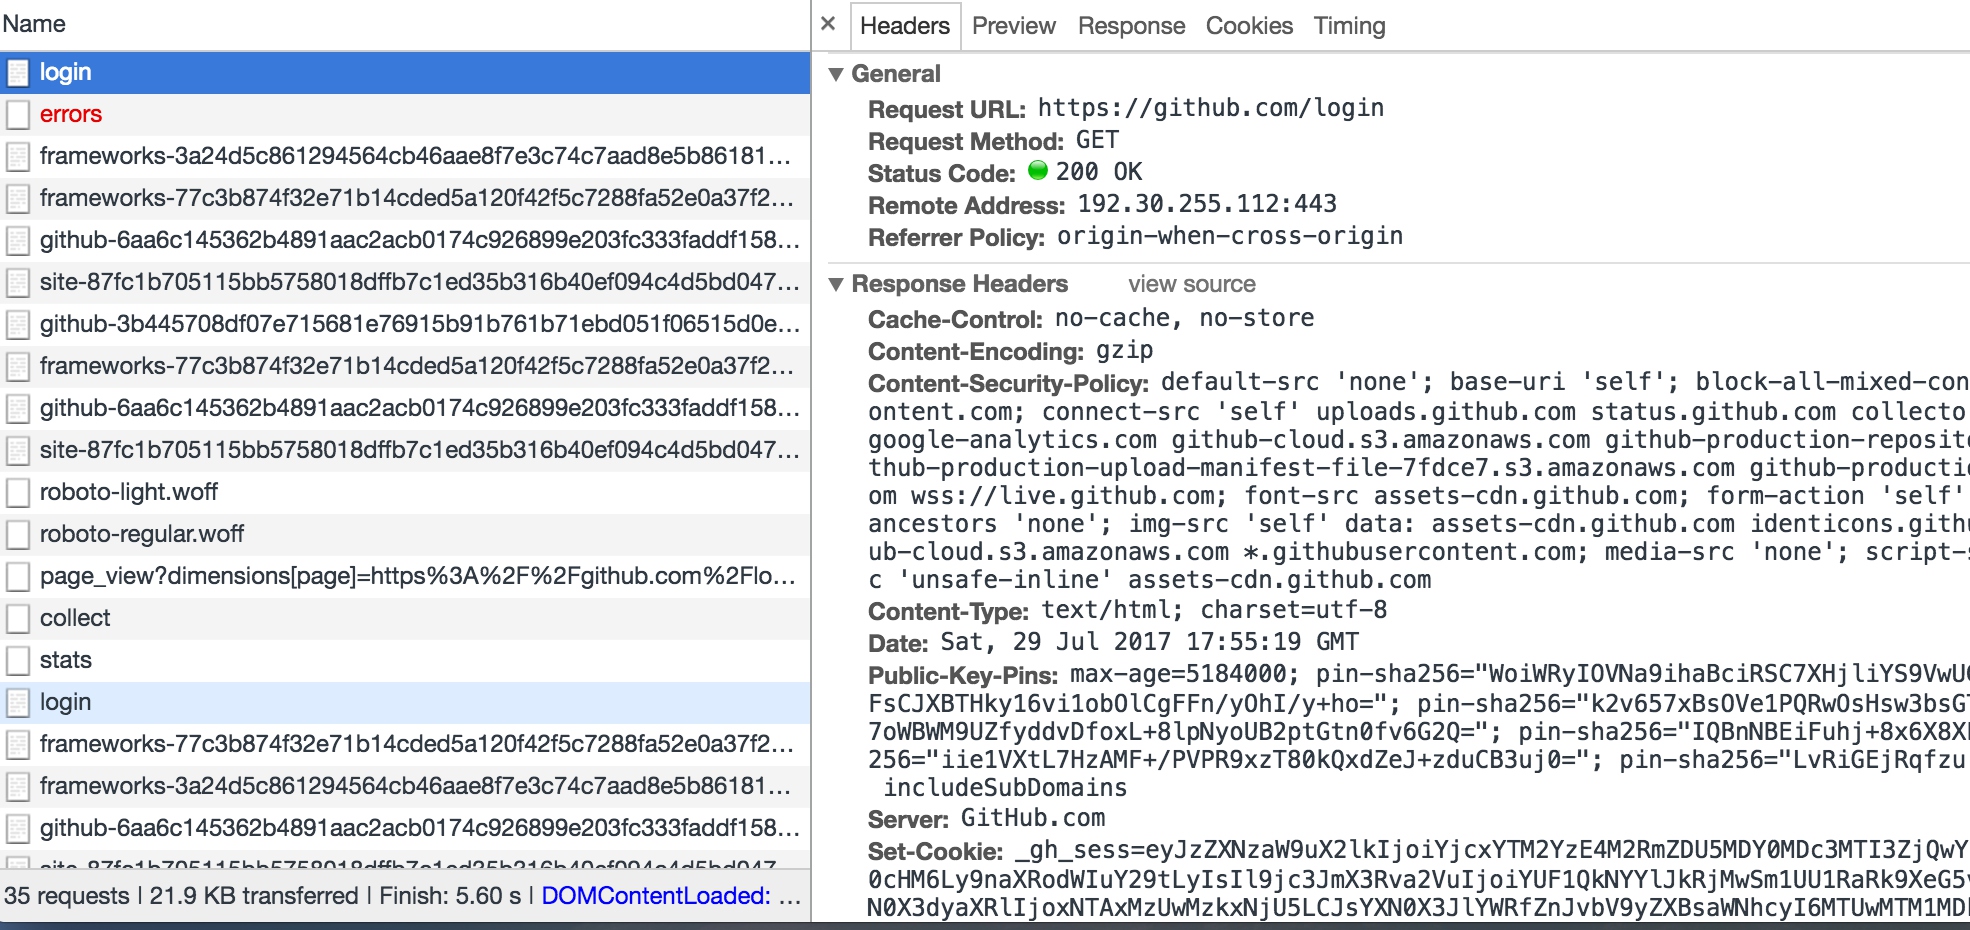 Name
login
errors
frameworks-3a24d5c861294564cb46aae8f7e3c74c7aad8e5b86181...
frameworks-77c3b874f32e71b14cded5a120f42f5c7288fa52e0a37f2...
github-6aa6c145362b4891aac2acb0174c926899e203fc333faddf158...
site-87fc1b705115bb5758018dffb7c1ed35b316b40ef094c4d5bd047...
github-3b445708df07e715681e76915b91b761b71ebd051f06515d0e...
frameworks-77c3b874f32e71b14cded5a120f42f5c7288fa52e0a37f2...
github-6aa6c145362b4891aac2acb0174c926899e203fc333faddf158...
site-87fc1b705115bb5758018dffb7c1ed35b316b40ef094c4d5bd047...
roboto-light.woff
roboto-regular.woff
page_view?dimensions[page]=https%3A%2F%2Fgithub.com%2Flo...
collect
stats
login
frameworks-77c3b874f32e71b14cded5a120f42f5c7288fa52e0a37f2...
frameworks-3a24d5c861294564cb46aae8f7e3c74c7aad8e5b86181...
github-6aa6c145362b4891aac2acb0174c926899e203fc333faddf158...
site-87fc1b705115bb5758018dffb7c1ed35b316b40ef094c4d5bd047...
35 requests | 21.9 KB transferred | Finish: 5.60 s | DOMContentLoaded: ...
× Headers Preview Response Cookies Timing
▼ General
Request URL: https://github.com/login
Request Method: GET
Status Code: 200 OK
Remote Address: 192.30.255.112:443
Referrer Policy: origin-when-cross-origin
▼ Response Headers view source
Cache-Control: no-cache, no-store
Content-Encoding: gzip
Content-Security-Policy: default-src 'none'; base-uri 'self'; block-all-mixed-con
ontent.com; connect-src 'self' uploads.github.com status.github.com collecto
google-analytics.com github-cloud.s3.amazonaws.com github-production-reposit
thub-production-upload-manifest-file-7fdce7.s3.amazonaws.com github-producti
om wss://live.github.com; font-src assets-cdn.github.com; form-action 'self'
ancestors 'none'; img-src 'self' data: assets-cdn.github.com identicons.gith
ub-cloud.s3.amazonaws.com *.githubusercontent.com; media-src 'none'; script-s
c 'unsafe-inline' assets-cdn.github.com
Content-Type: text/html; charset=utf-8
Date: Sat, 29 Jul 2017 17:55:19 GMT
Public-Key-Pins: max-age=5184000; pin-sha256="WoiWRyIOVNa9ihaBciRSC7XHjliYS9VwU
FsCJXBTHky16vi1obOlCgFFn/yOhI/y+ho="; pin-sha256="k2v657xBsOVe1PQRwOsHsw3bsG
7oWBWM9UZfyddvDfoxL+8lpNyoUB2ptGtn0fv6G2Q="; pin-sha256="IQBnNBEiFuhj+8x6X8X
256="iie1VXtL7HzAMF+/PVPR9xzT80kQxdZeJ+zduCB3uj0="; pin-sha256="LvRiGEjRqfzu
includeSubDomains
Server: GitHub.com
Set-Cookie: _gh_sess=eyJzZXNzaW9uX2lkIjoiYjcxYTM2YzE4M2RmZDU5MDY0MDc3MTI3ZjQwY
0cHM6Ly9naXRodWIuY29tLyIsIl9jc3JmX3Rva2VuIjoiYUF1QkNYYlJkRjMwSm1UU1RaRk9XeG5
N0X3dyaXRlIjoxNTAxMzUwMzkxNjU5LCJsYXN0X3JlYWRfZnJvbV9yZXBsaWNhcyI6MTUwMTM1MD